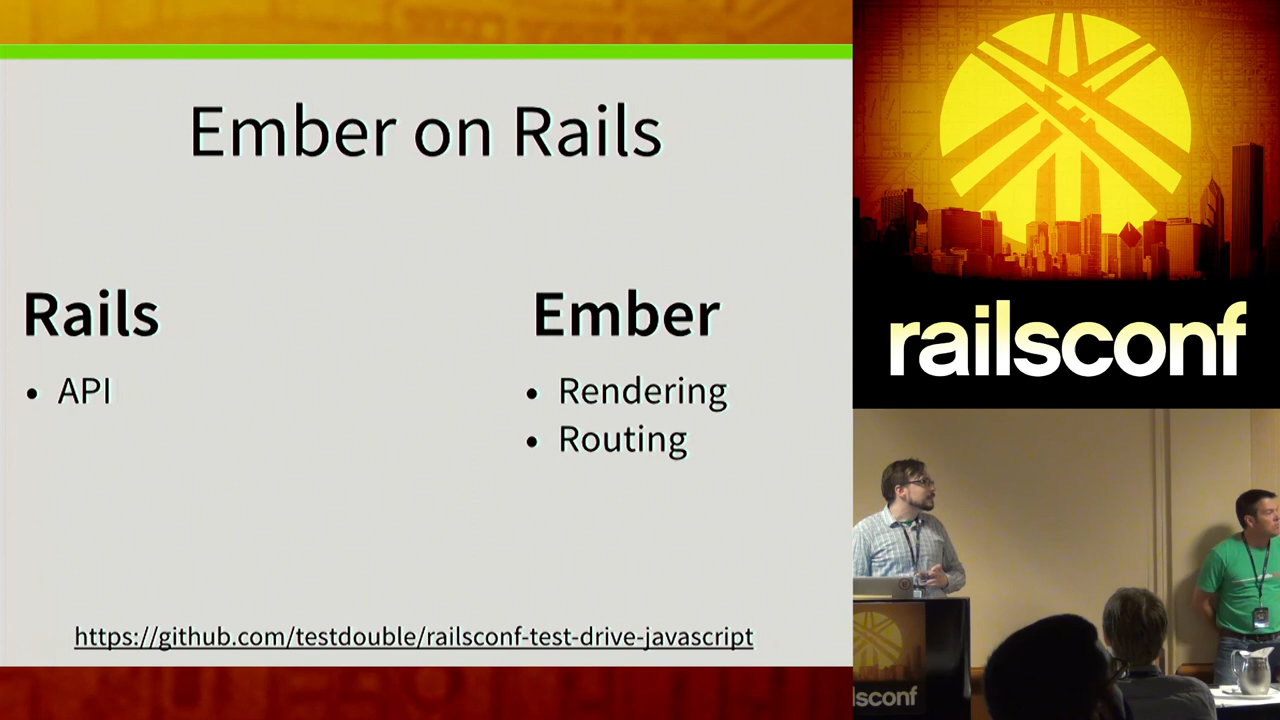 Ember on Rails
Rails
• API
Ember
• Rendering
• Routing
https://github.com/testdouble/railsconf-test-drive-javascript
railsconf
lsconf